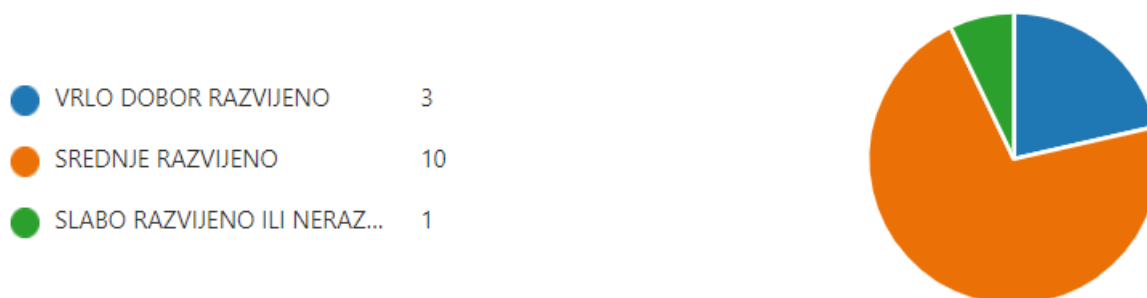 VRLO DOBOR RAZVIJENO 3
SREDNJE RAZVIJENO 10
SLABO RAZVIJENO ILI NERAZ... 1